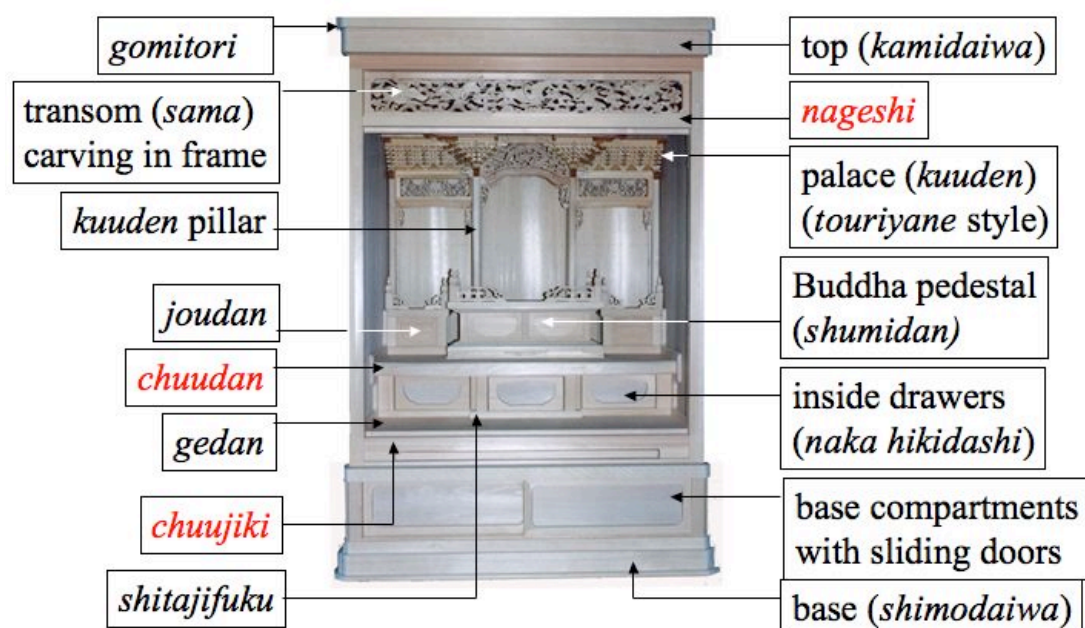 gomitori
transom (sama)
carving in frame
kuuden pillar
joudan
chuudan
gedan
chuujiki
shitajifuku
top (kamidaiwa)
nageshi
palace (kuuden)
(touriyane style)
Buddha pedestal
(shumidan)
inside drawers
(naka hikidashi)
base compartments
with sliding doors
base (shimodaiwa)